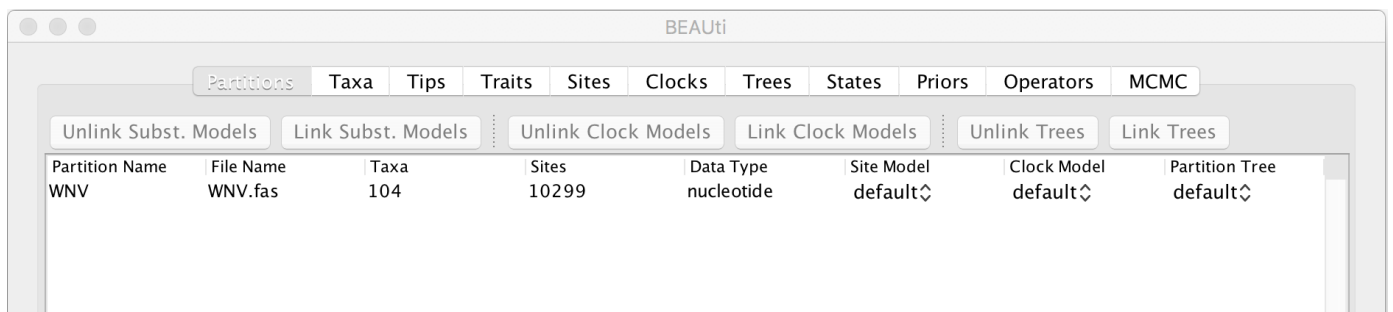 BEAUti
Partitions Taxa Tips Traits Sites Clocks Trees States Priors Operators MCMC
Unlink Subst. Models Link Subst. Models Unlink Clock Models Link Clock Models Unlink Trees Link Trees
Partition Name File Name Taxa Sites Data Type Site Model Clock Model Partition Tree
WNV WNV.fas 104 10299 nucleotide default default default